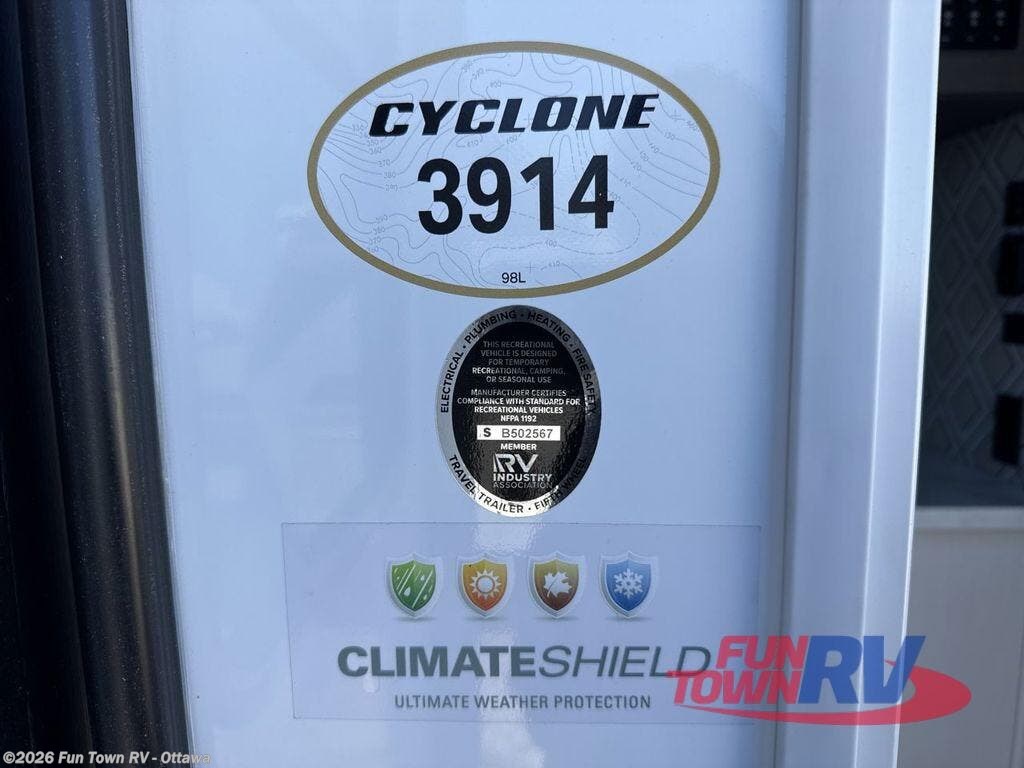 CYCLONE
3914
98L
ELECTRICAL · PLUMBING · HEATING · FIRE SAFETY
THIS RECREATIONAL
VEHICLE IS DESIGNED
FOR TEMPORARY
RECREATIONAL, CAMPING,
OR SEASONAL USE
MANUFACTURER CERTIFIES
COMPLIANCE WITH STANDARD FOR
RECREATIONAL VEHICLES
NFPA 1192
S B502567
MEMBER
RV
INDUSTRY
ASSOCIATION
TRAVEL TRAILER · FIFTH WHEEL
CLIMATESHIELD
ULTIMATE WEATHER PROTECTION
FUN
TOWN RV
©2026 Fun Town RV - Ottawa